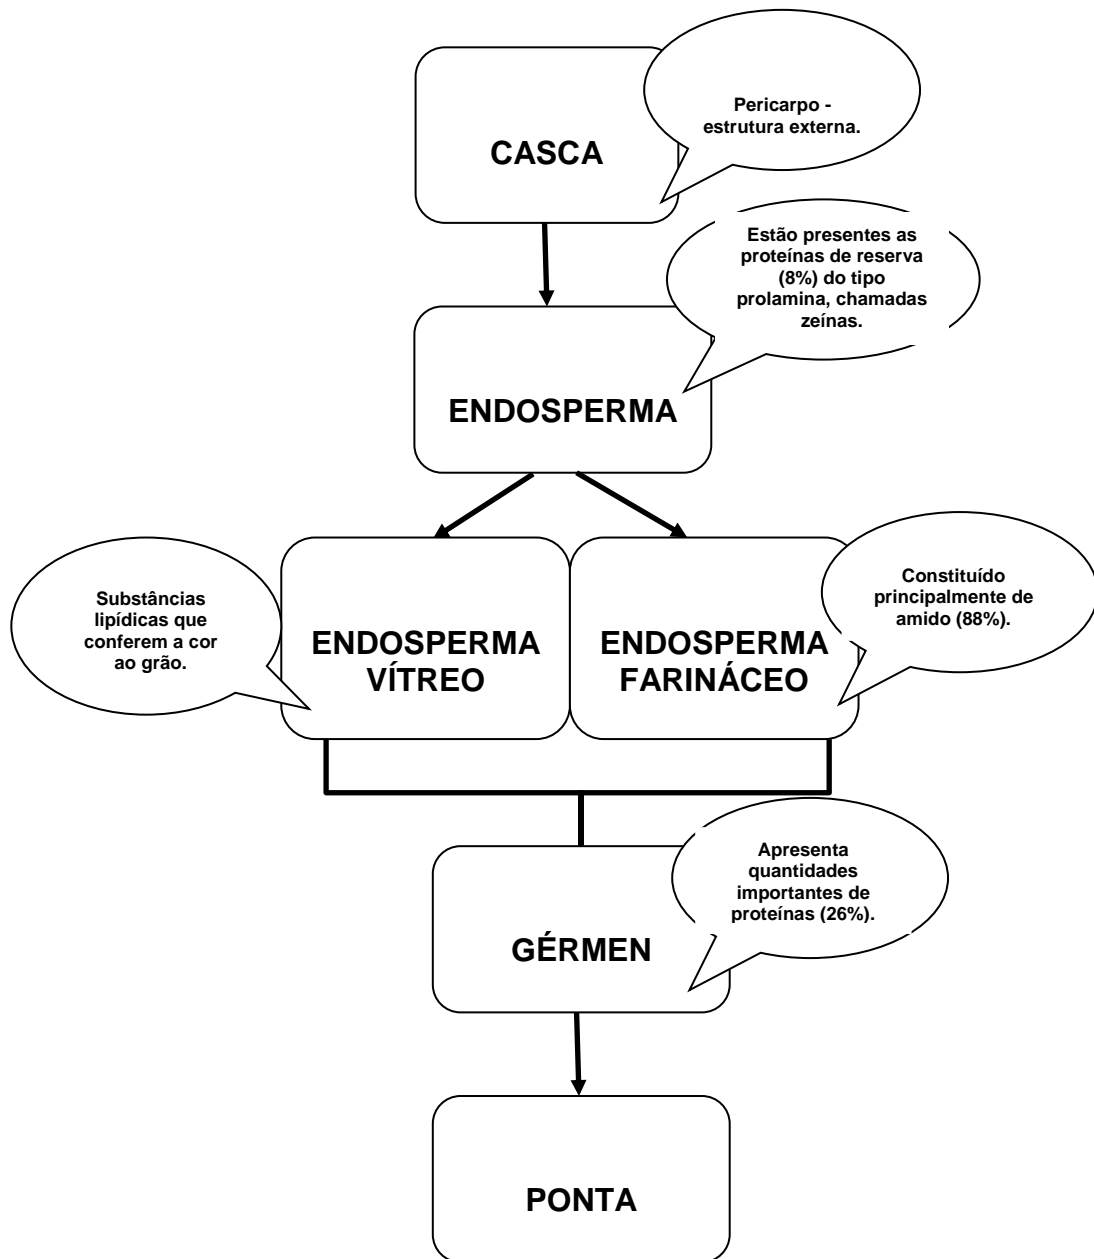 Pericarpo -
estrutura externa.
CASCA
Estão presentes as
proteínas de reserva
(8%) do tipo
prolamina, chamadas
zeínas.
ENDOSPERMA
Substâncias
lipídicas que
conferem a cor
ao grão.
ENDOSPERMA
VÍTREO
ENDOSPERMA
FARINÁCEO
Constituído
principalmente de
amido (88%).
Apresenta
quantidades
importantes de
proteínas (26%).
GÉRMEN
PONTA